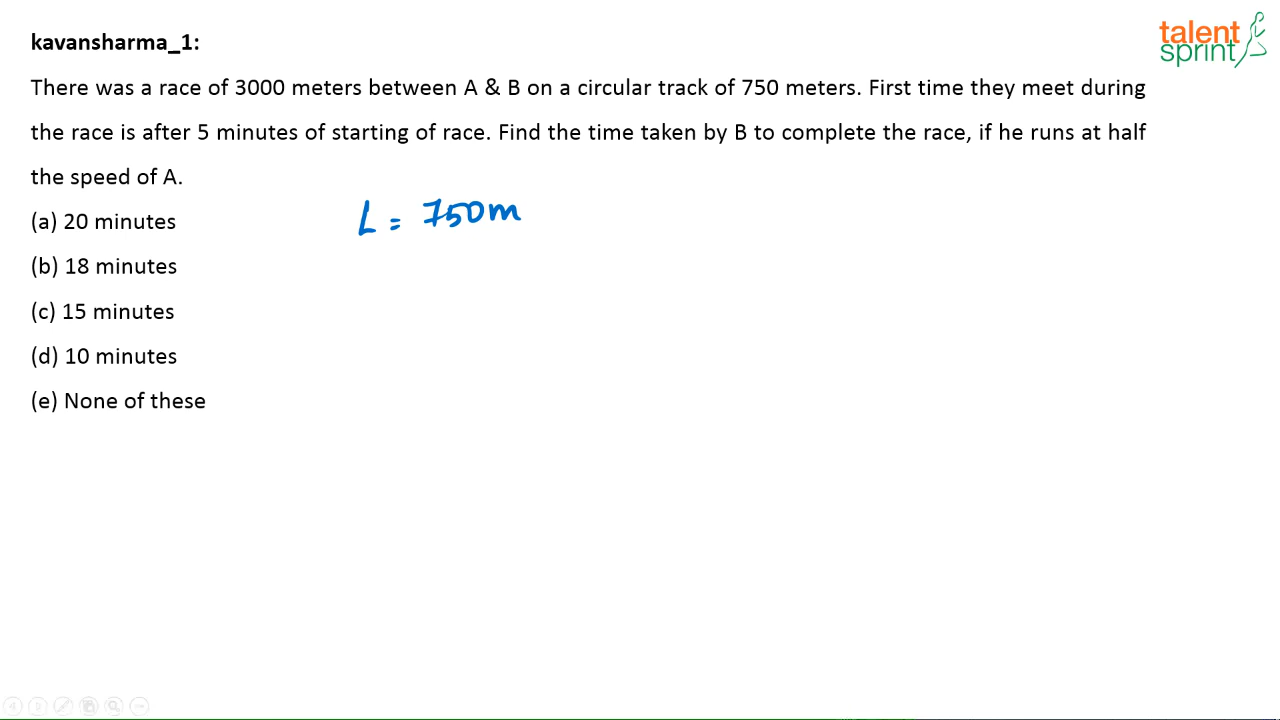 kavansharma_1:
talent
sprint
There was a race of 3000 meters between A & B on a circular track of 750 meters. First time they meet during
the race is after 5 minutes of starting of race. Find the time taken by B to complete the race, if he runs at half
the speed of A.
(a) 20 minutes
L = 750m
(b) 18 minutes
(c) 15 minutes
(d) 10 minutes
(e) None of these